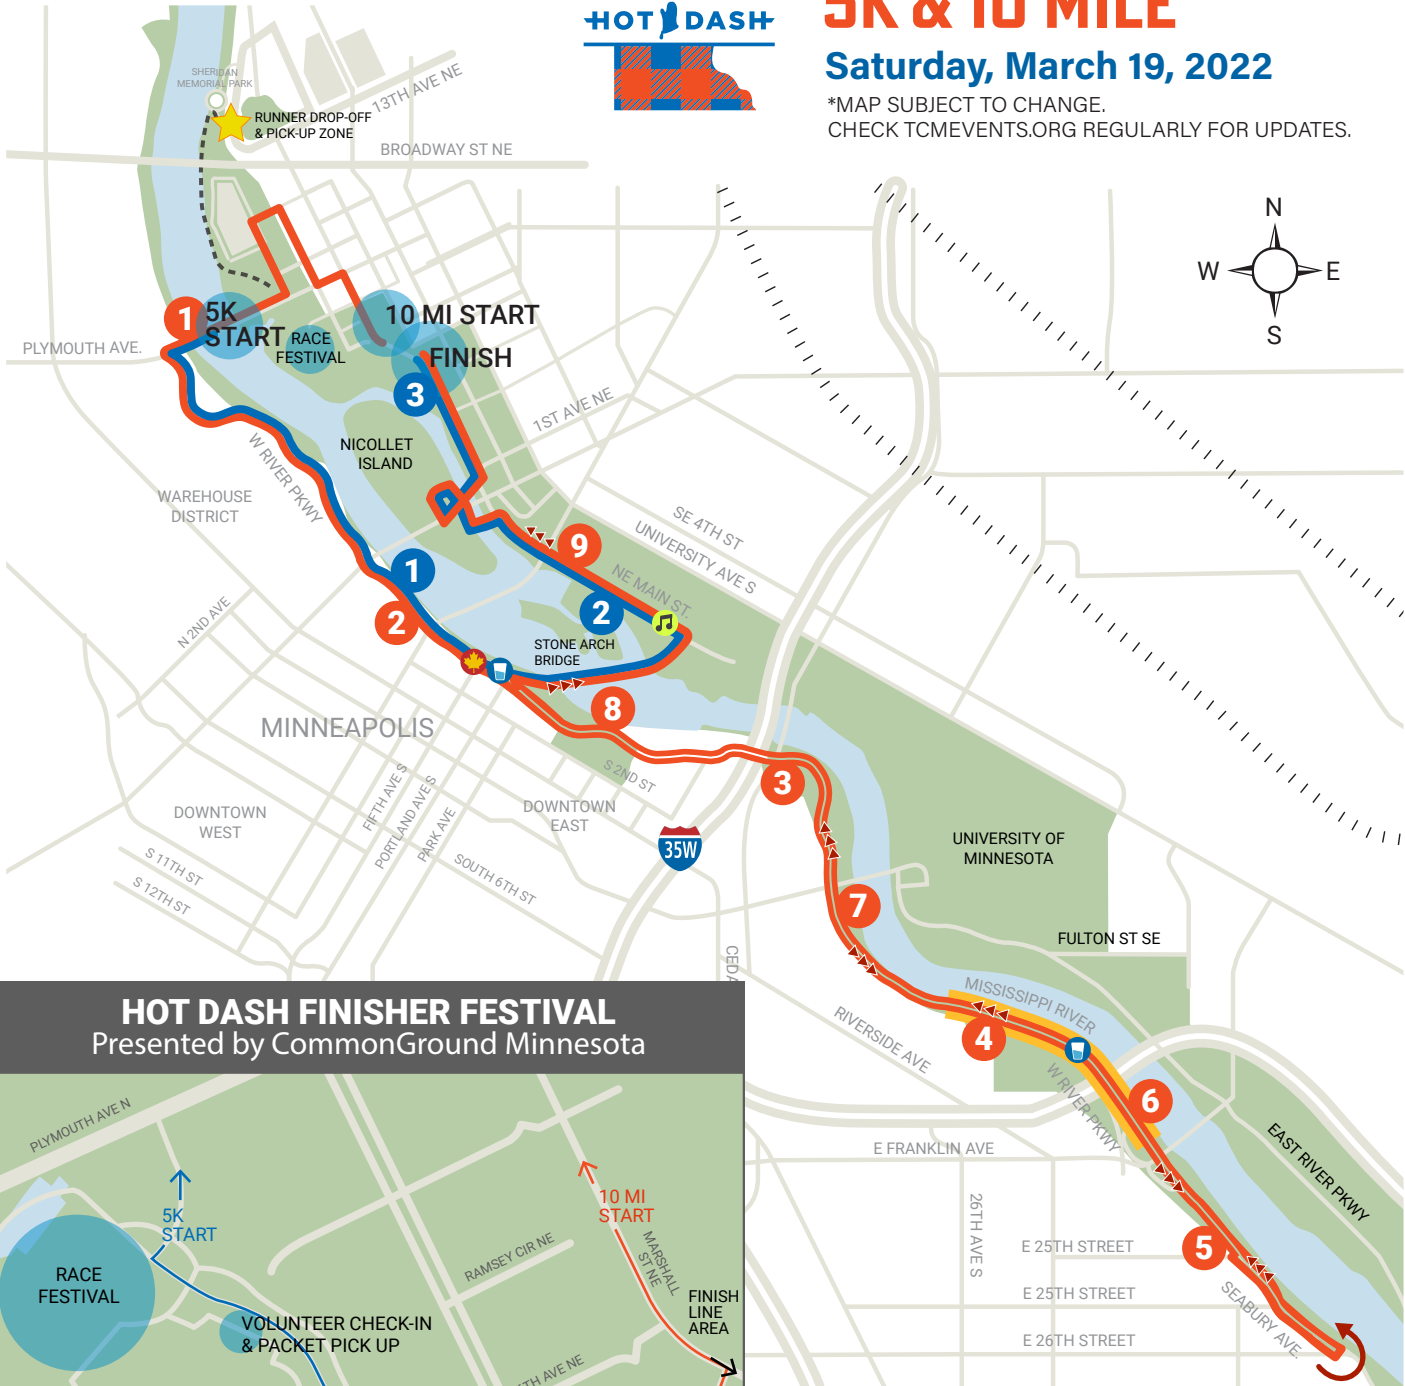 HOT DASH
5K & 10 MILE
Saturday, March 19, 2022
*MAP SUBJECT TO CHANGE.
CHECK TCMEVENTS.ORG REGULARLY FOR UPDATES.
SHERIDAN
MEMORIAL PARK
RUNNER DROP-OFF
& PICK-UP ZONE
13TH AVE NE
BROADWAY ST NE
N
W
E
S
1
5K
START
RACE
FESTIVAL
10 MI START
FINISH
3
PLYMOUTH AVE.
1ST AVE NE
NICOLLET
ISLAND
W RIVER PKWY
WAREHOUSE
DISTRICT
SE 4TH ST
UNIVERSITY AVE S
9
NE MAIN ST.
1
2
2
N 2ND AVE
STONE ARCH
BRIDGE
8
MINNEAPOLIS
S 2ND ST
3
FIFTH AVE S
PORTLAND AVE S
PARK AVE
DOWNTOWN
WEST
DOWNTOWN
EAST
35W
UNIVERSITY OF
MINNESOTA
S 11TH ST
S 12TH ST
SOUTH 6TH ST
7
FULTON ST SE
MISSISSIPPI RIVER
RIVERSIDE AVE
4
W RIVER PKWY
6
E FRANKLIN AVE
EAST RIVER PKWY
26TH AVE S
E 25TH STREET
5
E 25TH STREET
SEABURY AVE.
E 26TH STREET
HOT DASH FINISHER FESTIVAL
Presented by CommonGround Minnesota
PLYMOUTH AVE N
5K
START
10 MI
START
RAMSEY CIR NE
MARSHALL
ST NE
RACE
FESTIVAL
FINISH
LINE
AREA
VOLUNTEER CHECK-IN
& PACKET PICK UP
AVE NE